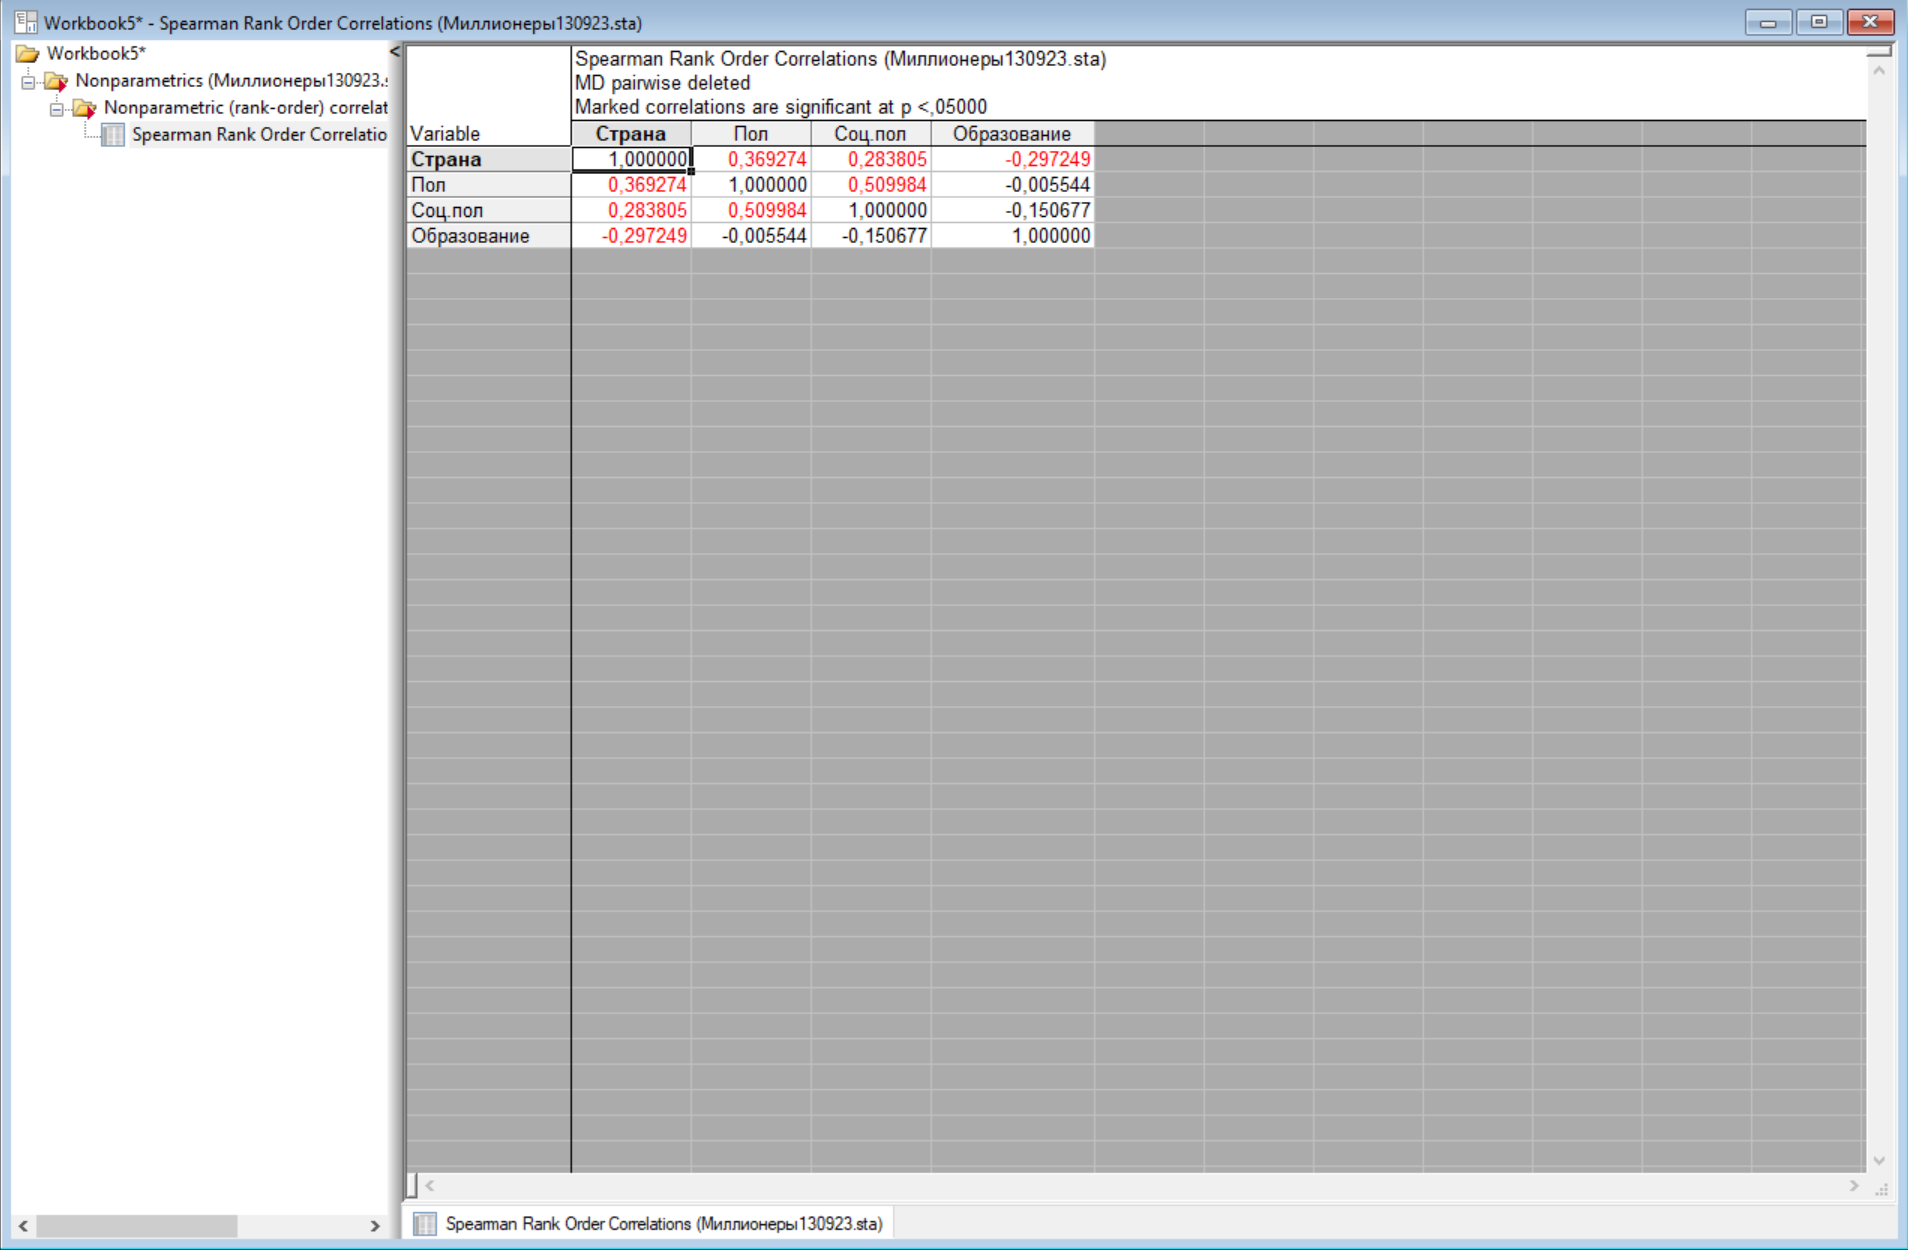 Workbook5* - Spearman Rank Order Correlations (Миллионеры130923.sta)
Workbook5*
Nonparametrics (Миллионеры130923.s
Nonparametric (rank-order) correlat
Spearman Rank Order Correlatio
Spearman Rank Order Correlations (Миллионеры130923.sta)
MD pairwise deleted
Marked correlations are significant at p <,05000
Variable Страна Пол Соц.пол Образование
Страна 1,000000 0,369274 0,283805 -0,297249
Пол 0,369274 1,000000 0,509984 -0,005544
Соц.пол 0,283805 0,509984 1,000000 -0,150677
Образование -0,297249 -0,005544 -0,150677 1,000000
Spearman Rank Order Correlations (Миллионеры130923.sta)